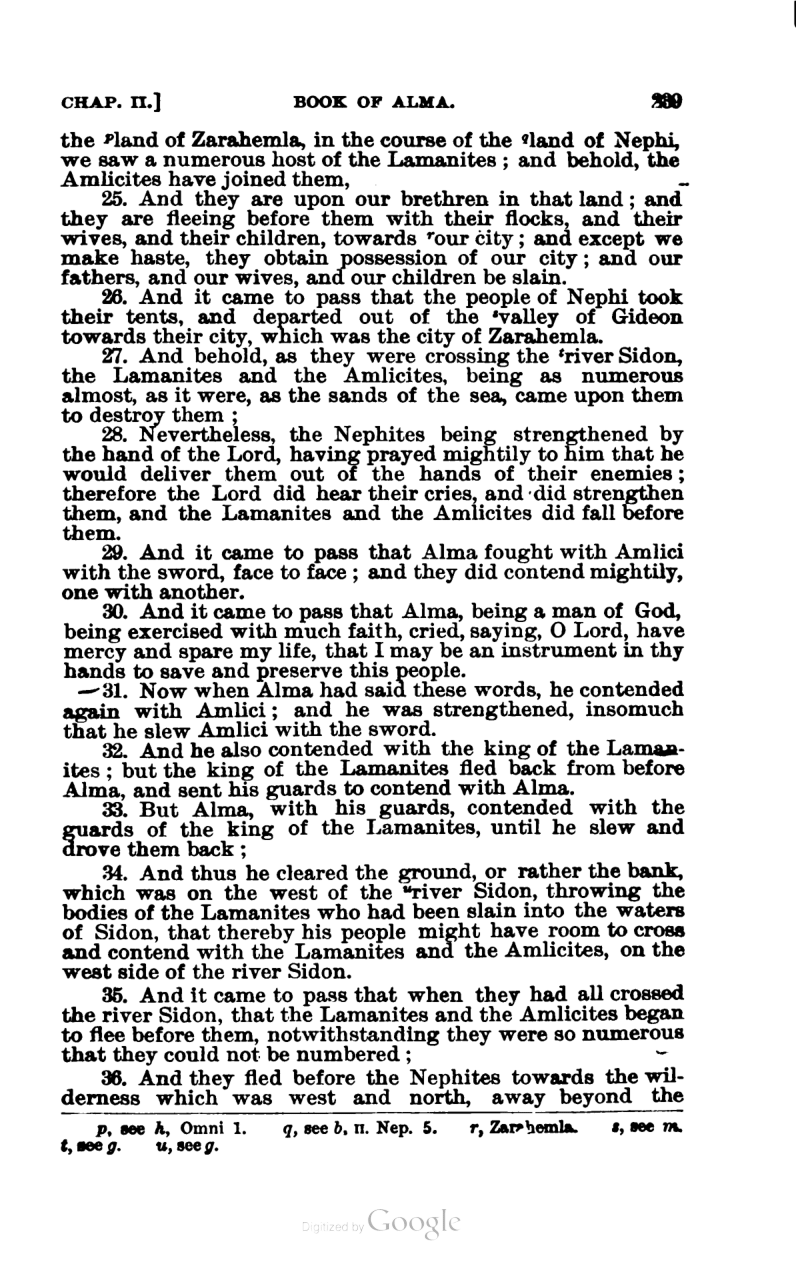 CHAP. II.] BOOK OF ALMA. 239
the ᵖland of Zarahemla, in the course of the ᑫland of Nephi,
we saw a numerous host of the Lamanites ; and behold, the
Amlicites have joined them,
25. And they are upon our brethren in that land ; and
they are fleeing before them with their flocks, and their
wives, and their children, towards ʳour city ; and except we
make haste, they obtain possession of our city ; and our
fathers, and our wives, and our children be slain.
26. And it came to pass that the people of Nephi took
their tents, and departed out of the ˢvalley of Gideon
towards their city, which was the city of Zarahemla.
27. And behold, as they were crossing the ᵗriver Sidon,
the Lamanites and the Amlicites, being as numerous
almost, as it were, as the sands of the sea, came upon them
to destroy them ;
28. Nevertheless, the Nephites being strengthened by
the hand of the Lord, having prayed mightily to him that he
would deliver them out of the hands of their enemies ;
therefore the Lord did hear their cries, and did strengthen
them, and the Lamanites and the Amlicites did fall before
them.
29. And it came to pass that Alma fought with Amlici
with the sword, face to face ; and they did contend mightily,
one with another.
30. And it came to pass that Alma, being a man of God,
being exercised with much faith, cried, saying, O Lord, have
mercy and spare my life, that I may be an instrument in thy
hands to save and preserve this people.
—31. Now when Alma had said these words, he contended
again with Amlici ; and he was strengthened, insomuch
that he slew Amlici with the sword.
32. And he also contended with the king of the Laman-
ites ; but the king of the Lamanites fled back from before
Alma, and sent his guards to contend with Alma.
33. But Alma, with his guards, contended with the
guards of the king of the Lamanites, until he slew and
drove them back ;
34. And thus he cleared the ground, or rather the bank,
which was on the west of the ᵘriver Sidon, throwing the
bodies of the Lamanites who had been slain into the waters
of Sidon, that thereby his people might have room to cross
and contend with the Lamanites and the Amlicites, on the
west side of the river Sidon.
35. And it came to pass that when they had all crossed
the river Sidon, that the Lamanites and the Amlicites began
to flee before them, notwithstanding they were so numerous
that they could not be numbered ;
36. And they fled before the Nephites towards the wil-
derness which was west and north, away beyond the
p, see h, Omni 1. q, see b, II. Nep. 5. r, Zarahemla. s, see m.
t, see g. u, see g.
Digitized by Google